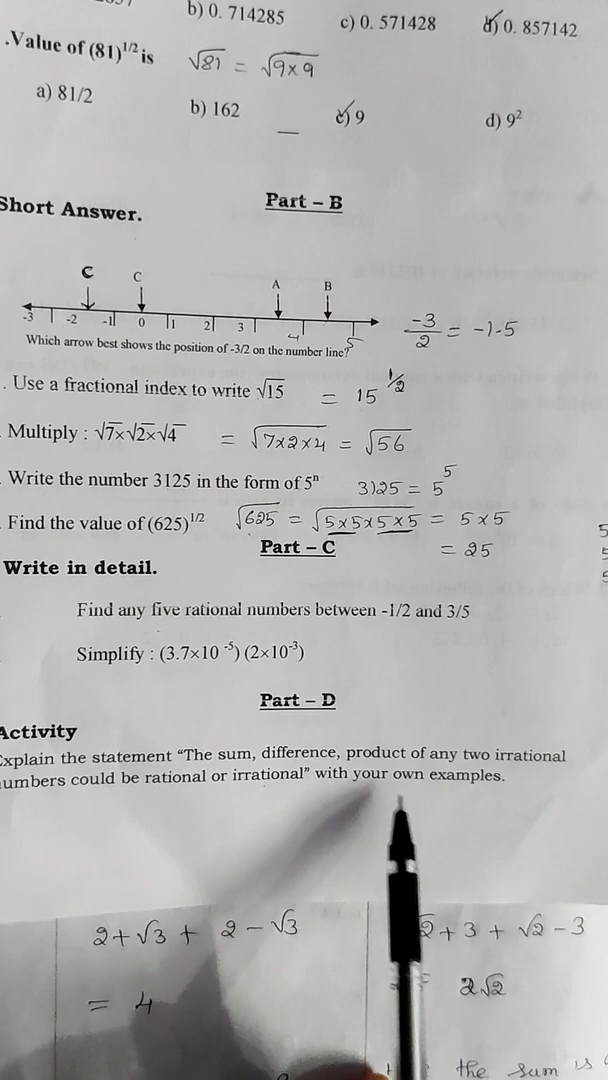 b) 0. 714285 c) 0. 571428 d) 0. 857142
.Value of (81)^1/2 is √81 = √9×9
a) 81/2 b) 162 c) 9 d) 9²
Part – B
Short Answer.
C C A B
-3 -2 -1 0 1 2 3 4 5
-3/2 = -1.5
Which arrow best shows the position of -3/2 on the number line?
. Use a fractional index to write √15 = 15^1/2
Multiply : √7×√2×√4 = √7×2×4 = √56
Write the number 3125 in the form of 5ⁿ 3125 = 5⁵
Find the value of (625)^1/2 √625 = √5×5×5×5 = 5×5
= 25
Part – C
Write in detail.
Find any five rational numbers between -1/2 and 3/5
Simplify : (3.7×10⁻⁵) (2×10⁻³)
Part – D
Activity
Explain the statement “The sum, difference, product of any two irrational
numbers could be rational or irrational” with your own examples.
2+√3 + 2-√3 √2+3 + √2-3
= 4 = 2√2
the sum is